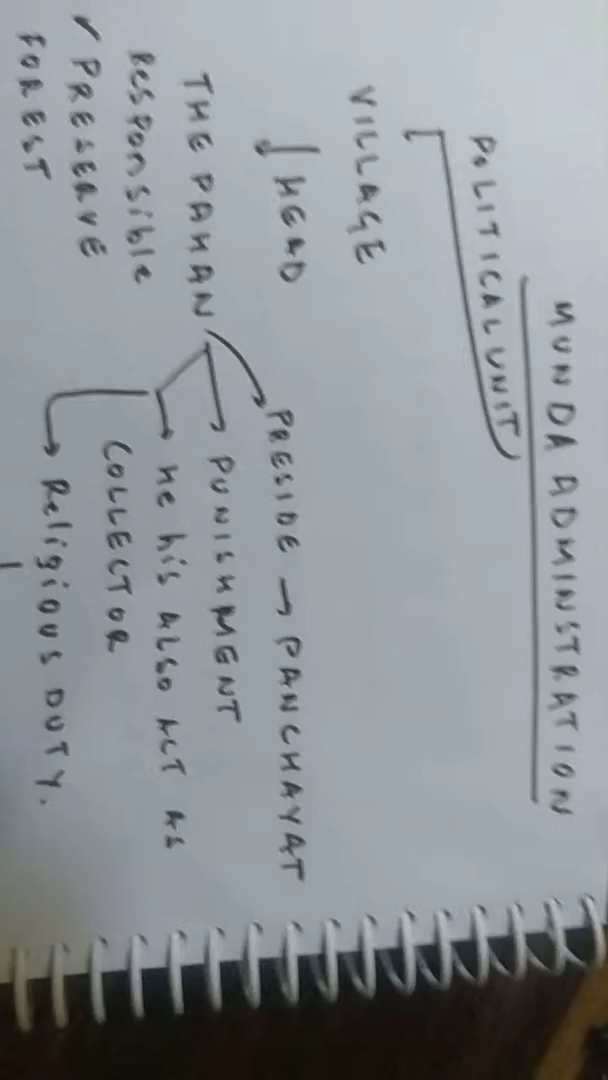 MUNDA ADMINSTRATION
POLITICAL UNIT
VILLAGE
HEAD
THE PAHAN
PRESIDE → PANCHAYAT
Responsible
PUNISHMENT
✓ PRESERVE
FOREST
He his ALSO ACT AS
COLLECTOR
Religious DUTY.